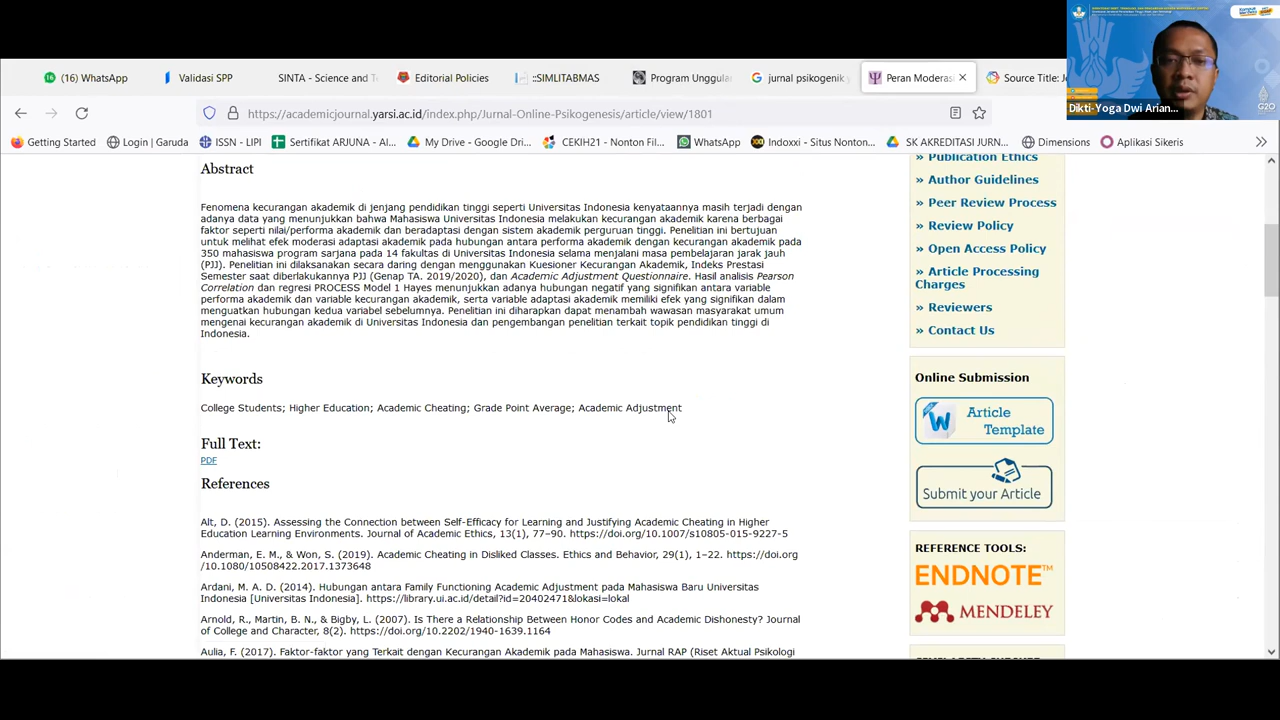 (16) WhatsApp
Validasi SPP
SINTA - Science and Te
Editorial Policies
::SIMLITABMAS
Program Unggula
jurnal psikogenik y
Peran Moderasi
Source Title: Jo
Dikti-Yoga Dwi Arian...
G20
https://academicjournal.yarsi.ac.id/index.php/Jurnal-Online-Psikogenesis/article/view/1801
Getting Started
Login | Garuda
ISSN - LIPI
Sertifikat ARJUNA - Al...
My Drive - Google Dri...
CEKIH21 - Nonton Fil...
WhatsApp
Indoxxi - Situs Nonton...
SK AKREDITASI JURN...
Dimensions
Aplikasi Sikeris
Abstract
Fenomena kecurangan akademik di jenjang pendidikan tinggi seperti Universitas Indonesia kenyataannya masih terjadi dengan
adanya data yang menunjukkan bahwa Mahasiswa Universitas Indonesia melakukan kecurangan akademik karena berbagai
faktor seperti nilai/performa akademik dan beradaptasi dengan sistem akademik perguruan tinggi. Penelitian ini bertujuan
untuk melihat efek moderasi adaptasi akademik pada hubungan antara performa akademik dengan kecurangan akademik pada
350 mahasiswa program sarjana pada 14 fakultas di Universitas Indonesia selama menjalani masa pembelajaran jarak jauh
(PJJ). Penelitian ini dilaksanakan secara daring dengan menggunakan Kuesioner Kecurangan Akademik, Indeks Prestasi
Semester saat diberlakukannya PJJ (Genap TA. 2019/2020), dan Academic Adjustment Questionnaire. Hasil analisis Pearson
Correlation dan regresi PROCESS Model 1 Hayes menunjukkan adanya hubungan negatif yang signifikan antara variable
performa akademik dan variable kecurangan akademik, serta variable adaptasi akademik memiliki efek yang signifikan dalam
menguatkan hubungan kedua variabel sebelumnya. Penelitian ini diharapkan dapat menambah wawasan masyarakat umum
mengenai kecurangan akademik di Universitas Indonesia dan pengembangan penelitian terkait topik pendidikan tinggi di
Indonesia.
Keywords
College Students; Higher Education; Academic Cheating; Grade Point Average; Academic Adjustment
Full Text:
PDF
References
Alt, D. (2015). Assessing the Connection between Self-Efficacy for Learning and Justifying Academic Cheating in Higher
Education Learning Environments. Journal of Academic Ethics, 13(1), 77–90. https://doi.org/10.1007/s10805-015-9227-5
Anderman, E. M., & Won, S. (2019). Academic Cheating in Disliked Classes. Ethics and Behavior, 29(1), 1–22. https://doi.org
/10.1080/10508422.2017.1373648
Ardani, M. A. D. (2014). Hubungan antara Family Functioning Academic Adjustment pada Mahasiswa Baru Universitas
Indonesia [Universitas Indonesia]. https://library.ui.ac.id/detail?id=20402471&lokasi=lokal
Arnold, R., Martin, B. N., & Bigby, L. (2007). Is There a Relationship Between Honor Codes and Academic Dishonesty? Journal
of College and Character, 8(2). https://doi.org/10.2202/1940-1639.1164
Aulia, F. (2017). Faktor-faktor yang Terkait dengan Kecurangan Akademik pada Mahasiswa. Jurnal RAP (Riset Aktual Psikologi
» Publication Ethics
» Author Guidelines
» Peer Review Process
» Review Policy
» Open Access Policy
» Article Processing
Charges
» Reviewers
» Contact Us
Online Submission
Article
Template
Submit your Article
REFERENCE TOOLS:
ENDNOTE™
MENDELEY